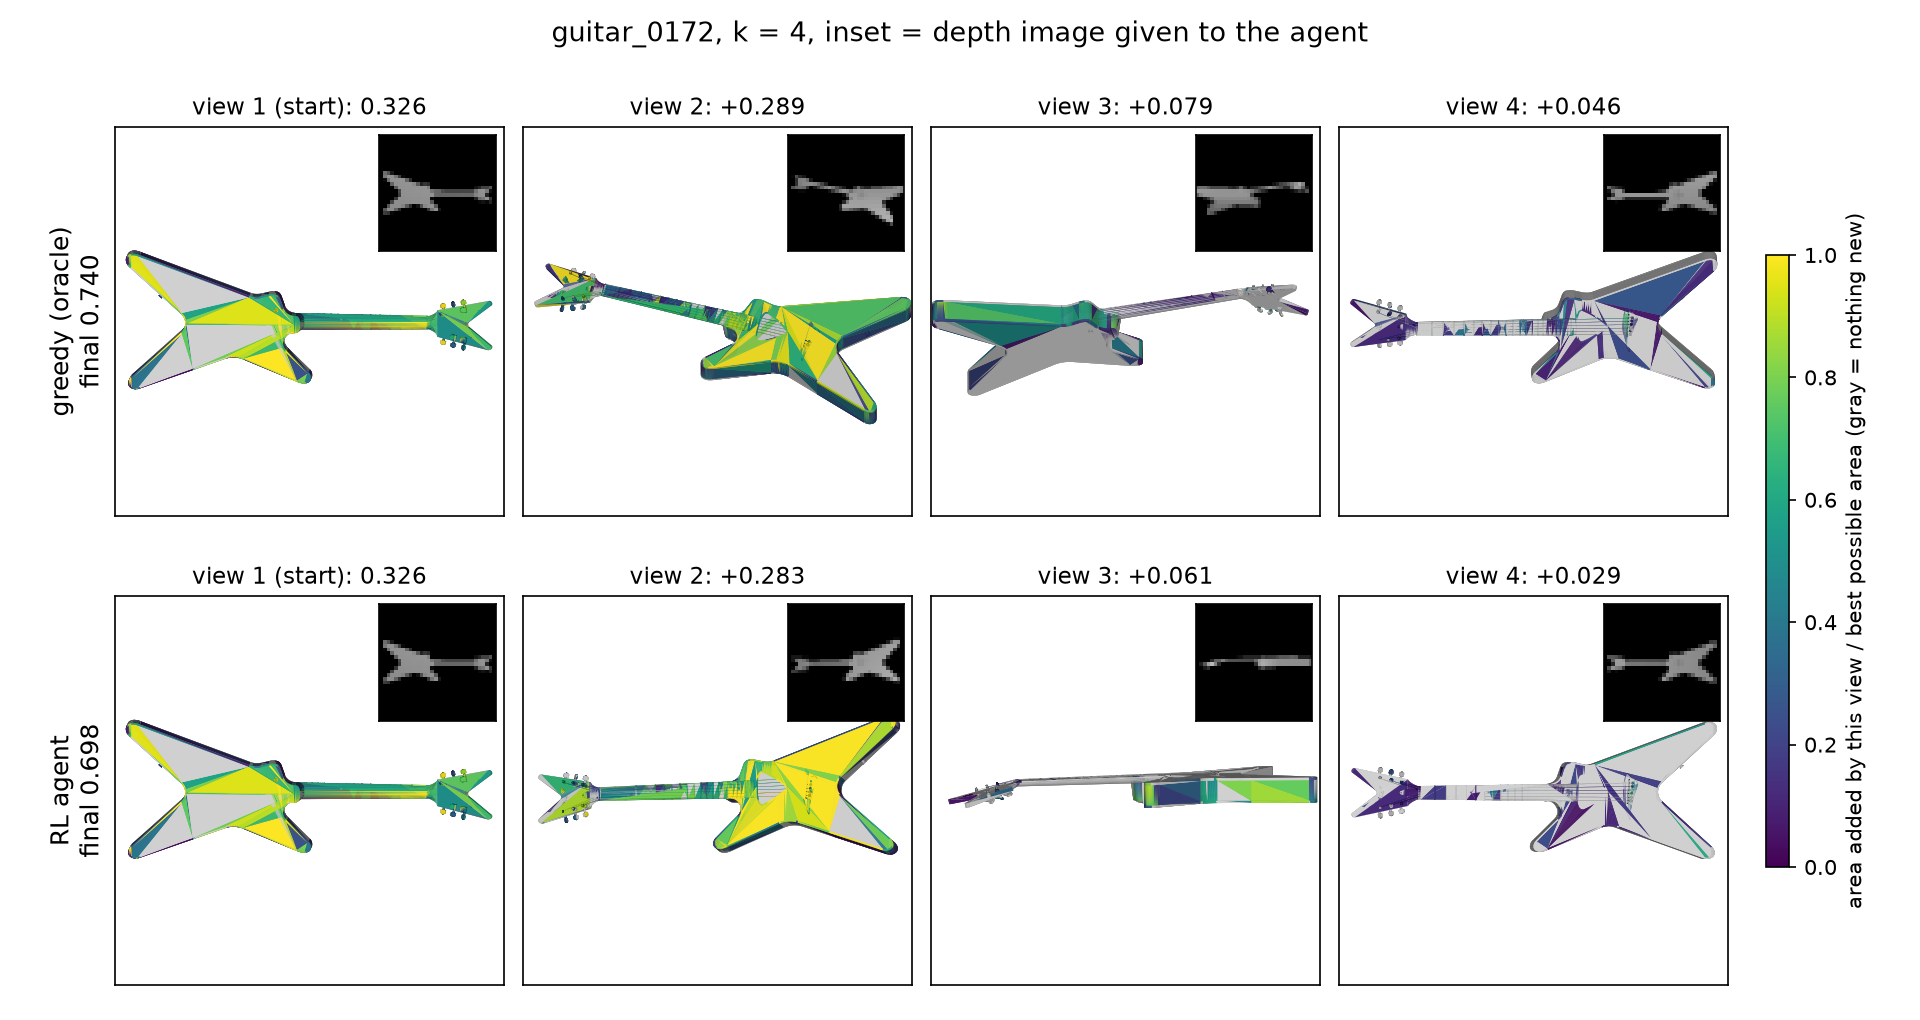 guitar_0172, k = 4, inset = depth image given to the agent
view 1 (start): 0.326
view 2: +0.289
view 3: +0.079
view 4: +0.046
greedy (oracle)
final 0.740
view 1 (start): 0.326
view 2: +0.283
view 3: +0.061
view 4: +0.029
RL agent
final 0.698
1.0
0.8
0.6
0.4
0.2
0.0
area added by this view / best possible area (gray = nothing new)